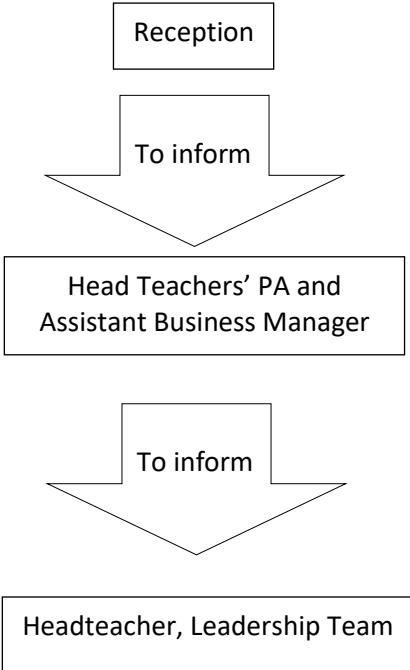 Reception
To inform
Head Teachers’ PA and
Assistant Business Manager
To inform
Headteacher, Leadership Team